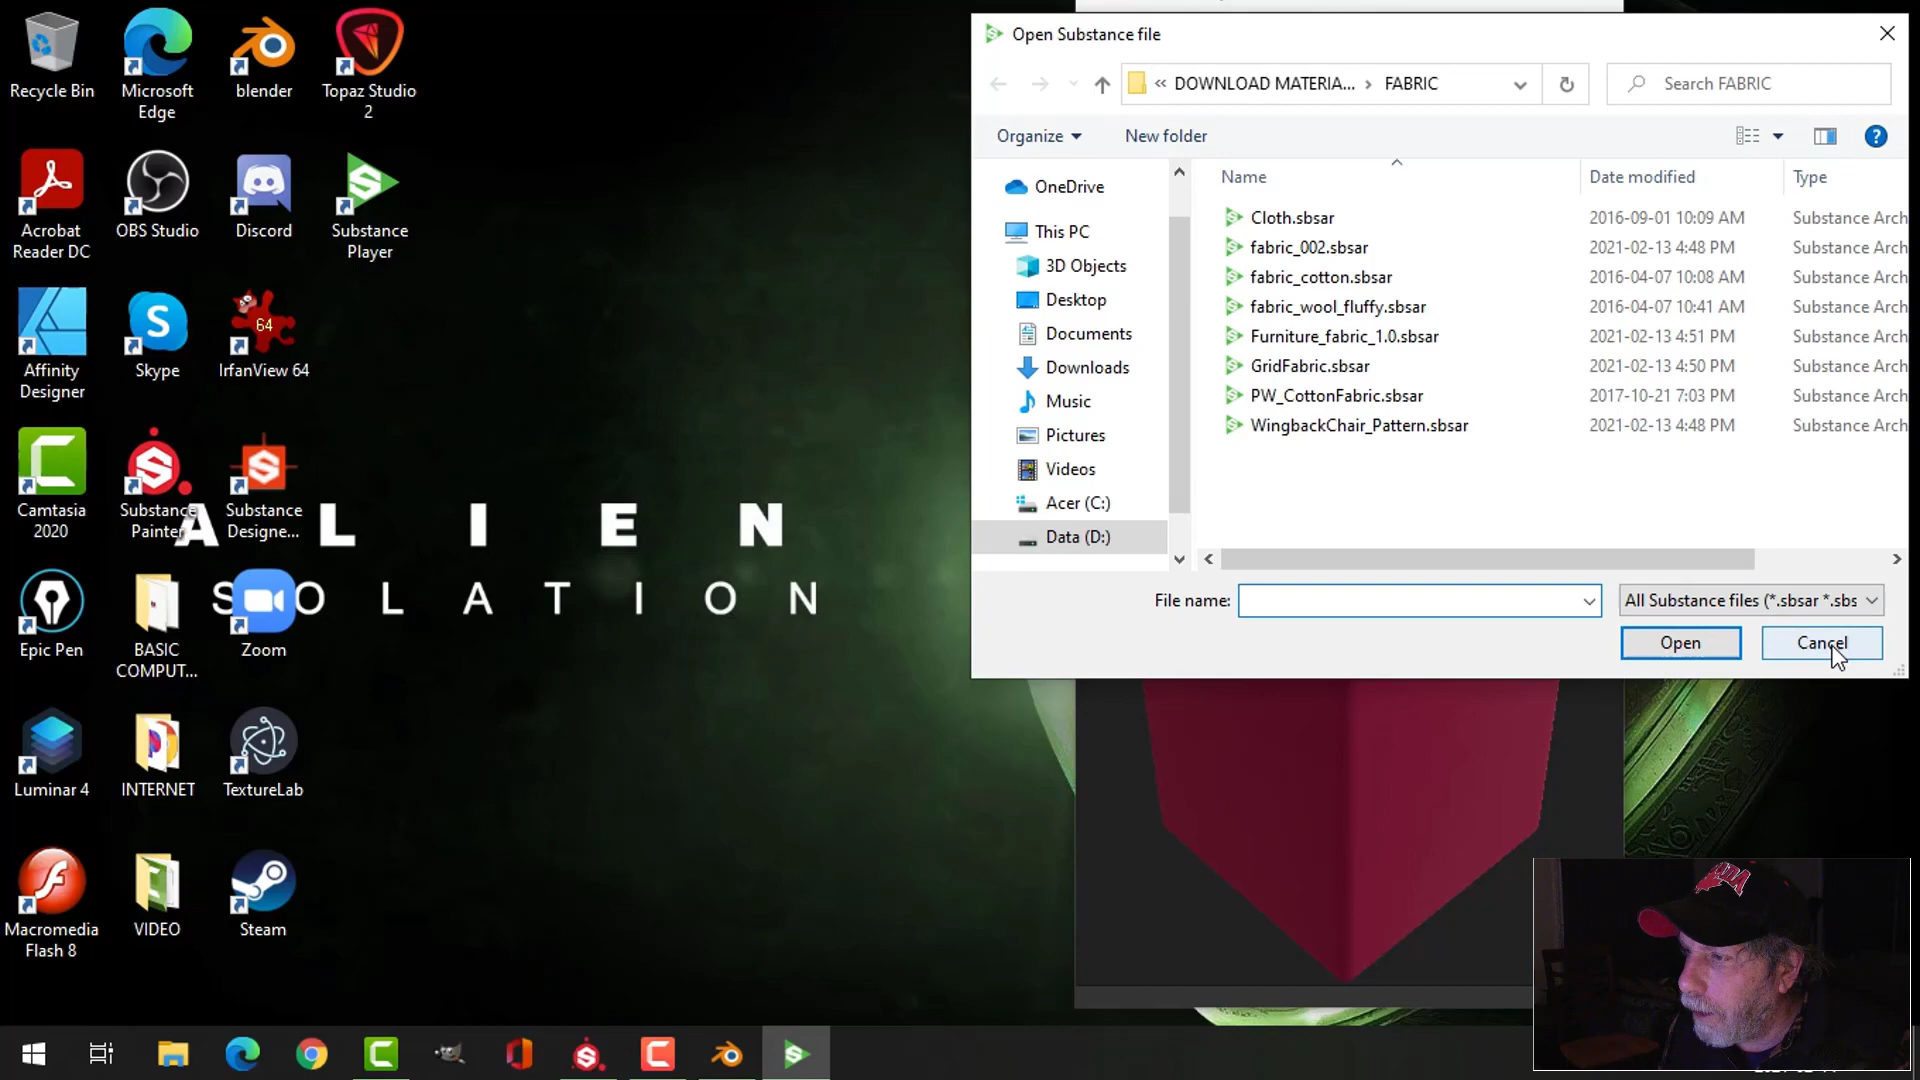 Recycle Bin
Microsoft
Edge
blender
Topaz Studio
2
Acrobat
Reader DC
OBS Studio
Discord
Substance
Player
Affinity
Designer
Skype
64
IrfanView 64
Camtasia
2020
Substance
Painter
Substance
Designe...
A L I E N
S O L A T I O N
Epic Pen
BASIC
COMPUT...
Zoom
Luminar 4
INTERNET
TextureLab
Macromedia
Flash 8
VIDEO
Steam
Open Substance file
« DOWNLOAD MATERIA... › FABRIC
Search FABRIC
Organize
New folder
OneDrive
This PC
3D Objects
Desktop
Documents
Downloads
Music
Pictures
Videos
Acer (C:)
Data (D:)
Name Date modified Type
Cloth.sbsar 2016-09-01 10:09 AM Substance Arch
fabric_002.sbsar 2021-02-13 4:48 PM Substance Arch
fabric_cotton.sbsar 2016-04-07 10:08 AM Substance Arch
fabric_wool_fluffy.sbsar 2016-04-07 10:41 AM Substance Arch
Furniture_fabric_1.0.sbsar 2021-02-13 4:51 PM Substance Arch
GridFabric.sbsar 2021-02-13 4:50 PM Substance Arch
PW_CottonFabric.sbsar 2017-10-21 7:03 PM Substance Arch
WingbackChair_Pattern.sbsar 2021-02-13 4:48 PM Substance Arch
File name:
All Substance files (*.sbsar *.sbs
Open
Cancel